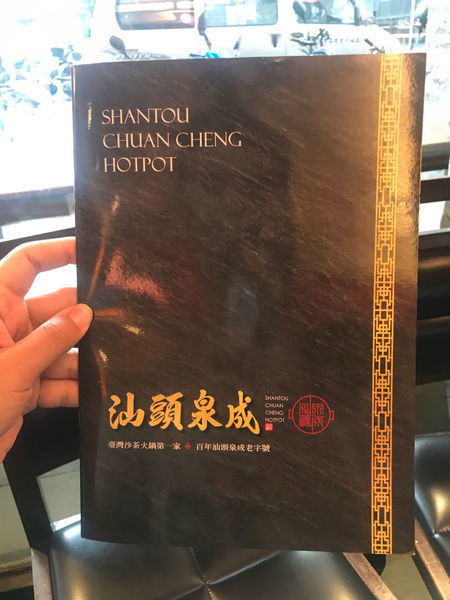 SHANTOU
CHUAN CHENG
HOTPOT
汕頭泉成
SHANTOU
CHUAN
CHENG
HOTPOT
臺灣沙茶火鍋第一家 ◆ 百年汕頭泉成老字號